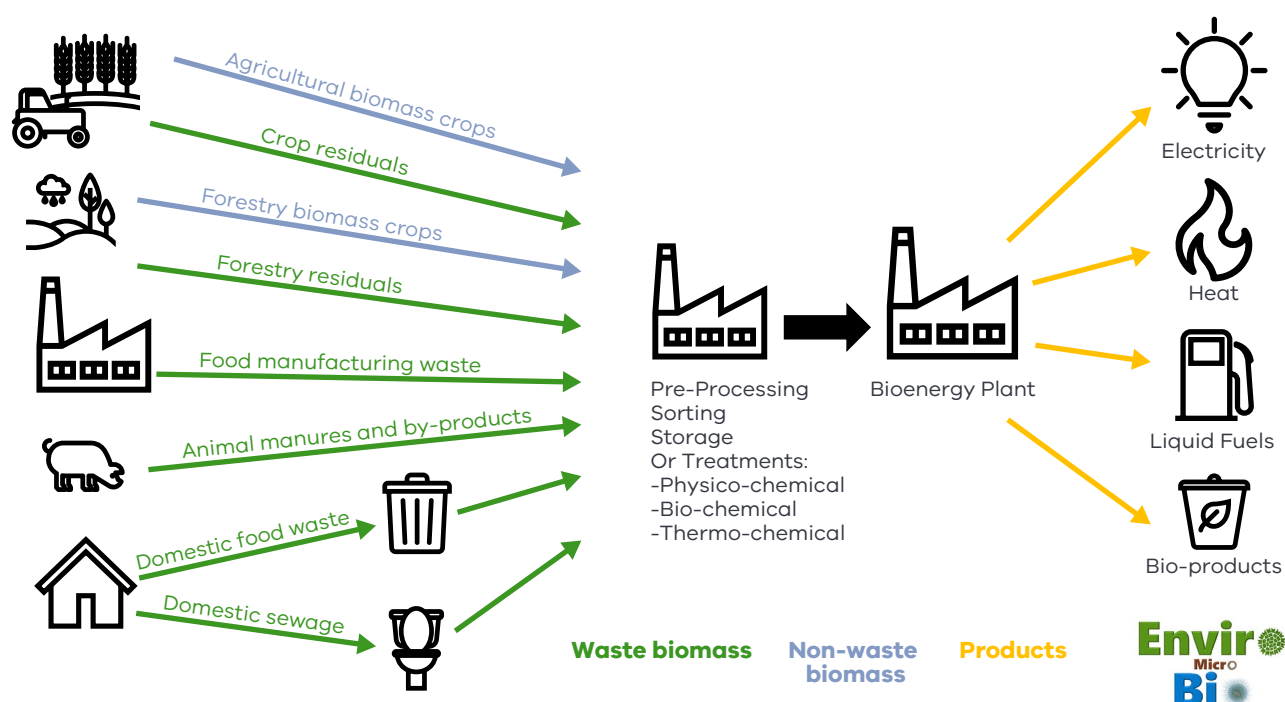 Agricultural biomass crops
Crop residuals
Forestry biomass crops
Forestry residuals
Food manufacturing waste
Animal manures and by-products
Domestic food waste
Domestic sewage
Pre-Processing
Sorting
Storage
Or Treatments:
-Physico-chemical
-Bio-chemical
-Thermo-chemical
Bioenergy Plant
Electricity
Heat
Liquid Fuels
Bio-products
Waste biomass
Non-waste
biomass
Products
Enviro
Micro
Bio